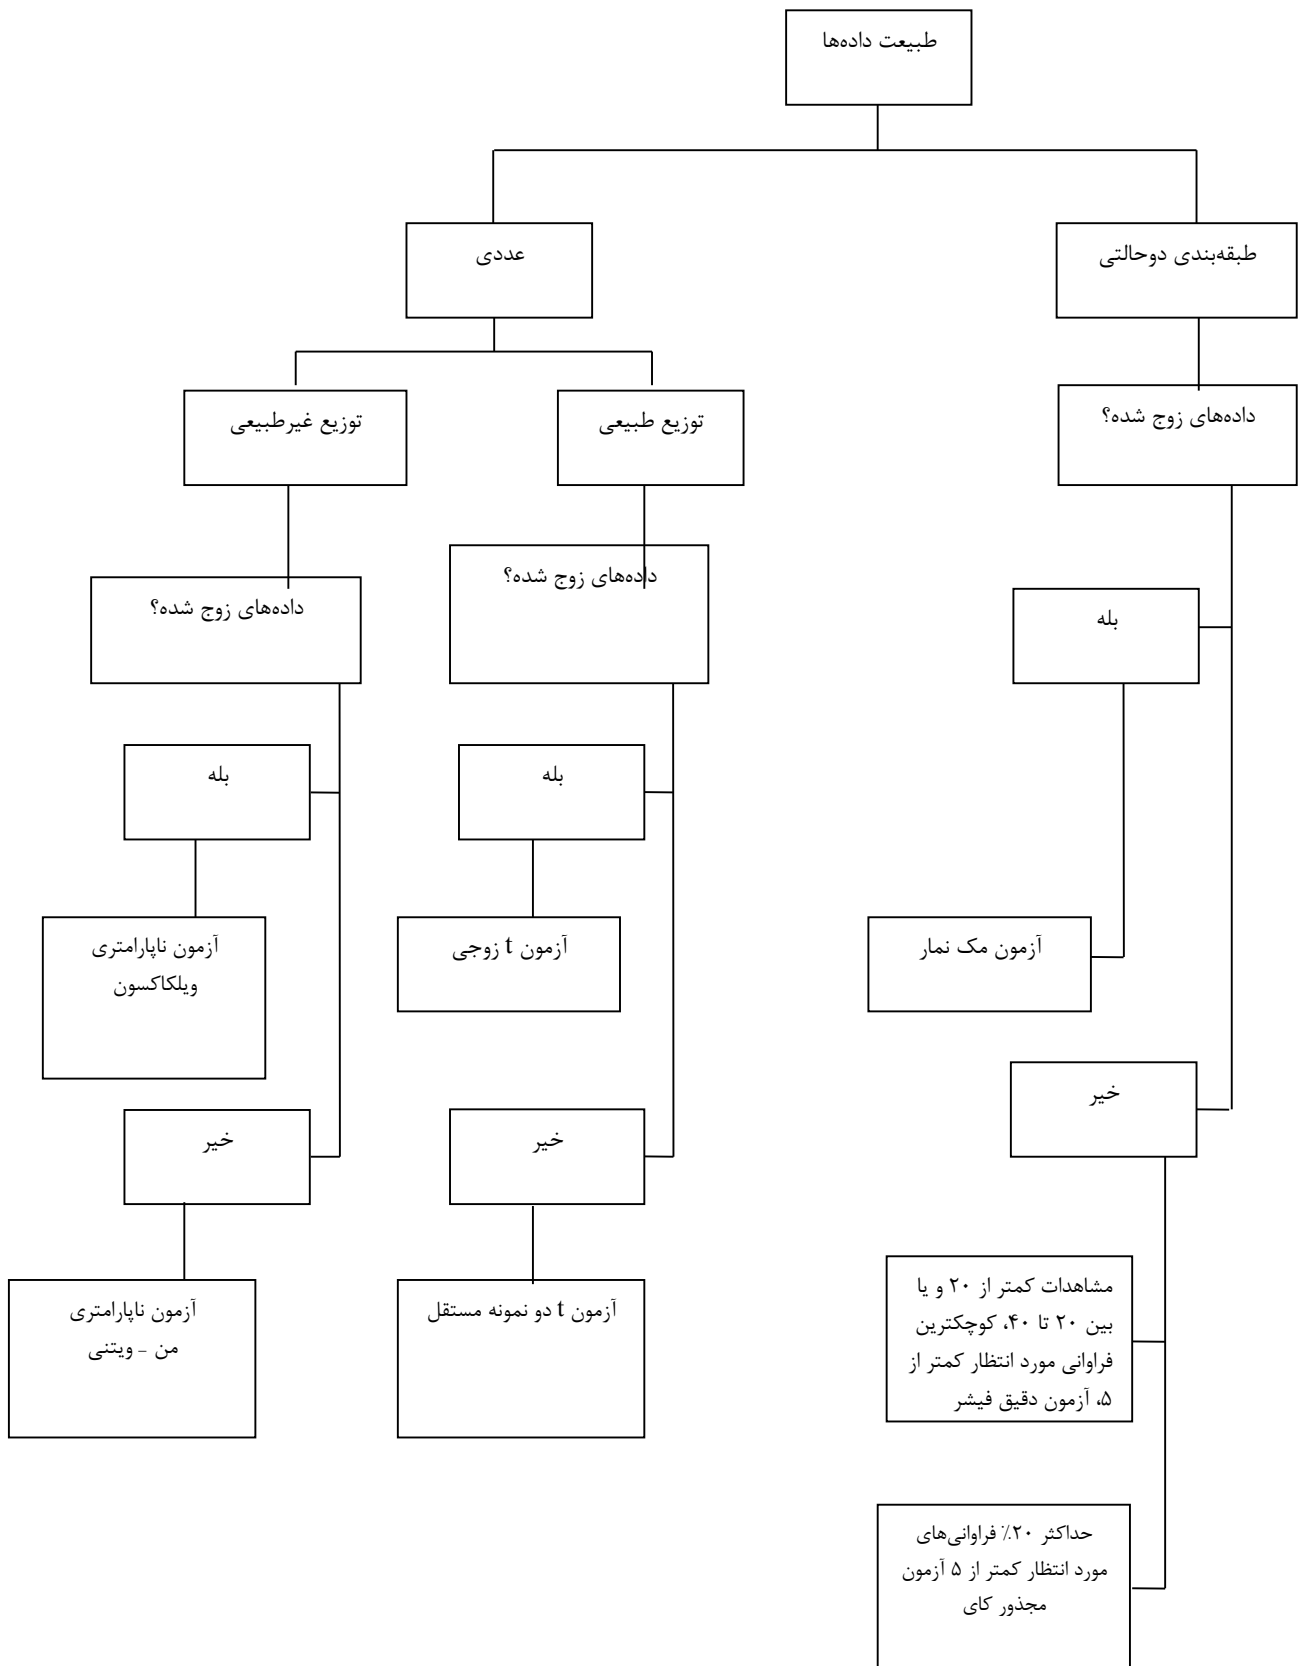 طبیعت داده‌ها
طبقه‌بندی دوحالتی
عددی
داده‌های زوج شده؟
توزیع طبیعی
توزیع غیرطبیعی
داده‌های زوج شده؟
داده‌های زوج شده؟
بله
بله
بله
آزمون مک نمار
آزمون t زوجی
آزمون ناپارامتری
ویلکاکسون
خیر
خیر
خیر
مشاهدات کمتر از ۲۰ و یا
بین ۲۰ تا ۴۰، کوچکترین
فراوانی مورد انتظار کمتر از
۵، آزمون دقیق فیشر
آزمون t دو نمونه مستقل
آزمون ناپارامتری
من - ویتنی
حداکثر ۲۰٪ فراوانی‌های
مورد انتظار کمتر از ۵ آزمون
مجذور کای